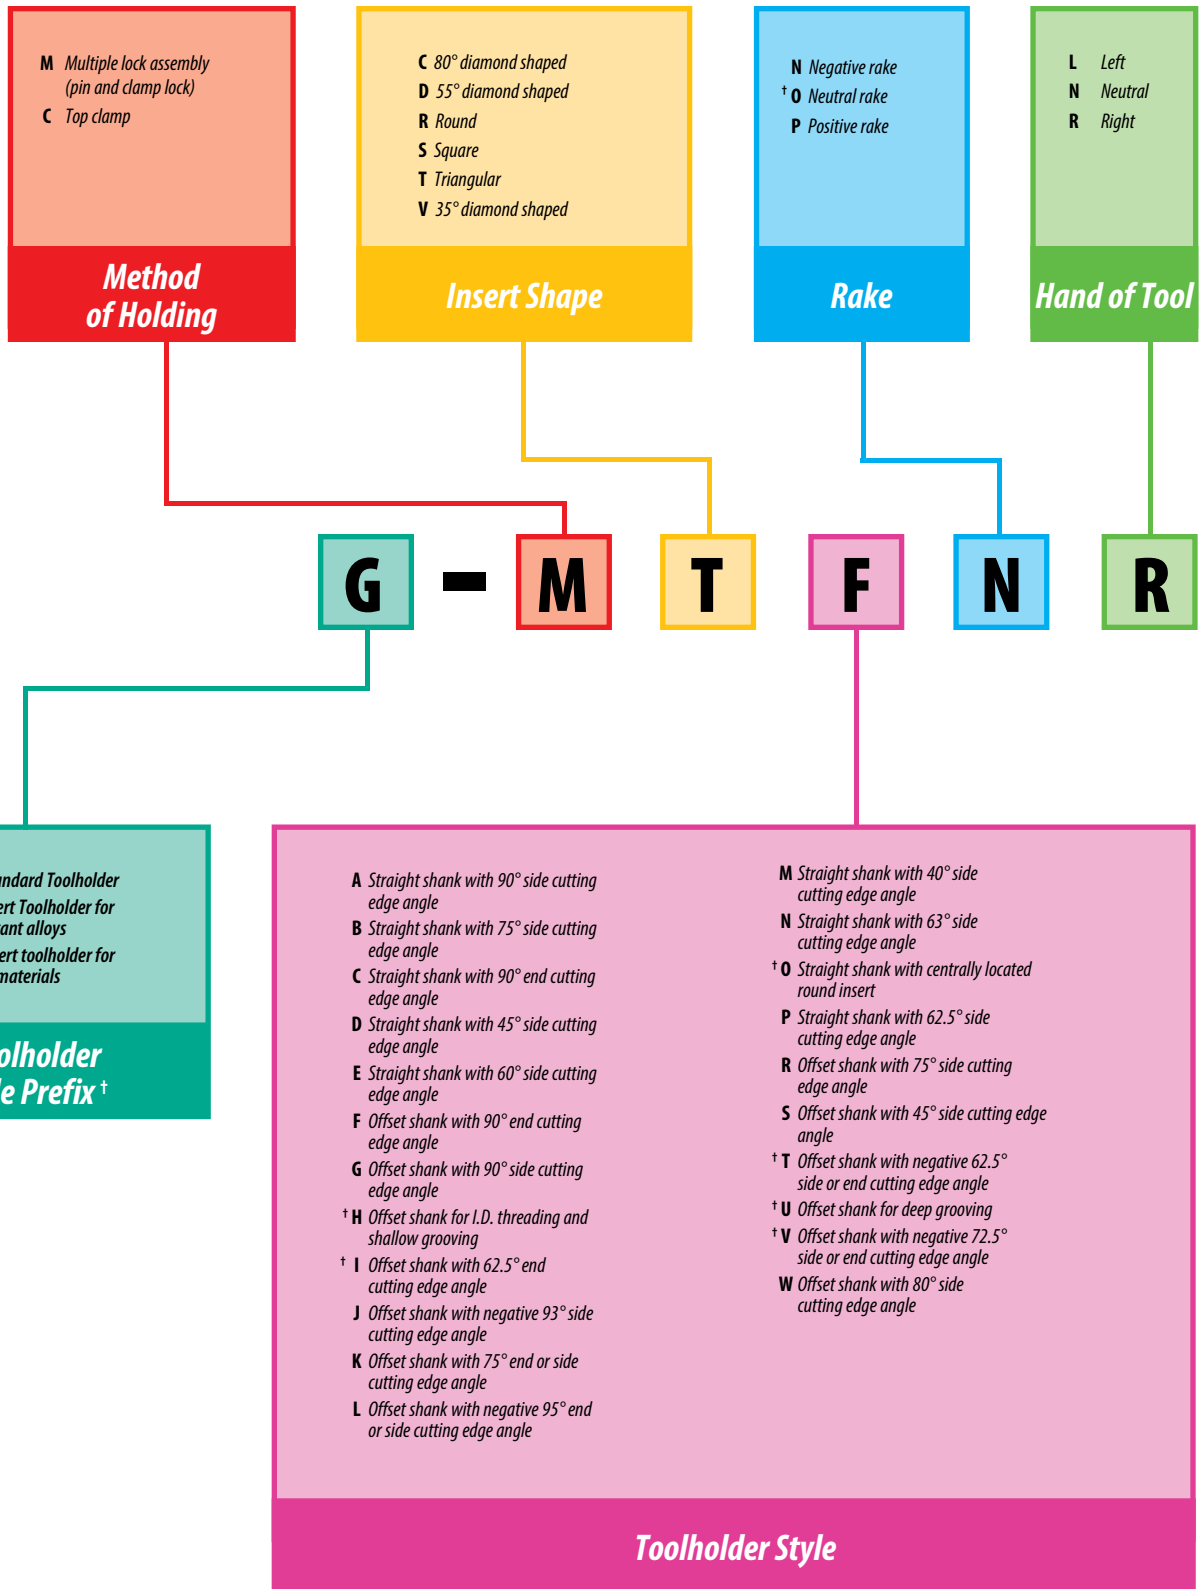 M Multiple lock assembly
(pin and clamp lock)
C Top clamp
Method
of Holding
C 80° diamond shaped
D 55° diamond shaped
R Round
S Square
T Triangular
V 35° diamond shaped
Insert Shape
N Negative rake
† O Neutral rake
P Positive rake
Rake
L Left
N Neutral
R Right
Hand of Tool
G - M T F N R
Toolholder
for
for
materials
† 
A Straight shank with 90° side cutting
edge angle
B Straight shank with 75° side cutting
edge angle
C Straight shank with 90° end cutting
edge angle
D Straight shank with 45° side cutting
edge angle
E Straight shank with 60° side cutting
edge angle
F Offset shank with 90° end cutting
edge angle
G Offset shank with 90° side cutting
edge angle
† H Offset shank for I.D. threading and
shallow grooving
† I Offset shank with 62.5° end
cutting edge angle
J Offset shank with negative 93° side
cutting edge angle
K Offset shank with 75° end or side
cutting edge angle
L Offset shank with negative 95° end
or side cutting edge angle
M Straight shank with 40° side
cutting edge angle
N Straight shank with 63° side
cutting edge angle
† O Straight shank with centrally located
round insert
P Straight shank with 62.5° side
cutting edge angle
R Offset shank with 75° side cutting
edge angle
S Offset shank with 45° side cutting edge
angle
† T Offset shank with negative 62.5°
side or end cutting edge angle
† U Offset shank for deep grooving
† V Offset shank with negative 72.5°
side or end cutting edge angle
W Offset shank with 80° side
cutting edge angle
Toolholder Style